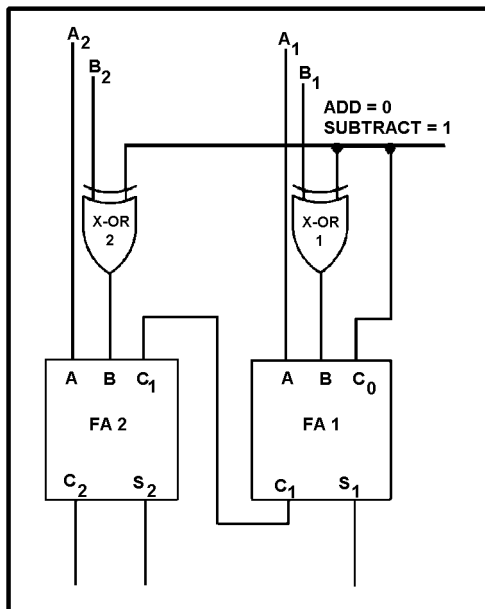 A2
A1
B2
B1
ADD = 0
SUBTRACT = 1
X-OR
2
X-OR
1
A B C1
A B C0
FA 2
FA 1
C2 S2
C1 S1